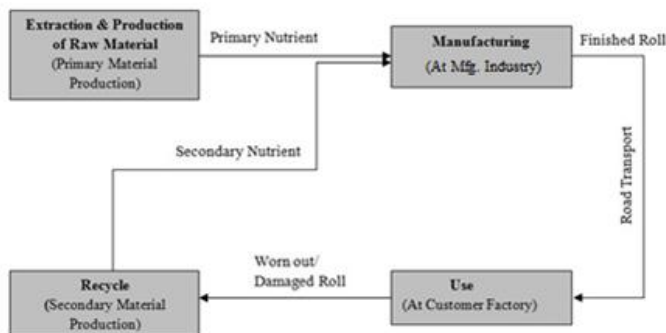 Extraction & Production
of Raw Material
(Primary Material
Production)
Primary Nutrient
Manufacturing
(At Mfg. Industry)
Finished Roll
Secondary Nutrient
Road Transport
Worn out/
Damaged Roll
Recycle
(Secondary Material
Production)
Use
(At Customer Factory)